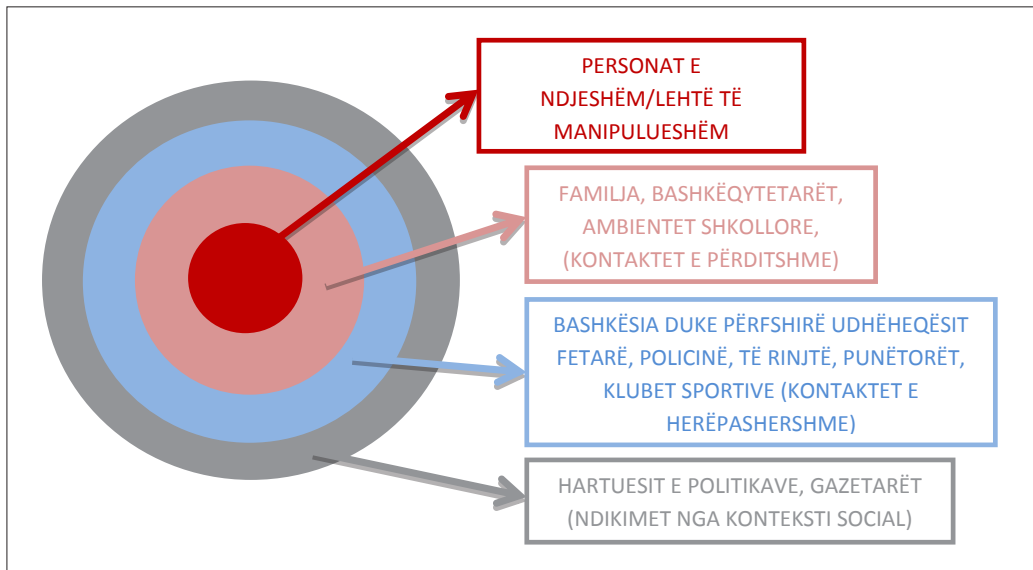 PERSONAT E
NDJESHËM/LEHTË TË
MANIPULUESHËM
FAMILJA, BASHKËQYTETARËT,
AMBIENTET SHKOLLORE,
(KONTAKTET E PËRDITSHME)
BASHKËSIA DUKE PËRFSHIRË UDHËHEQËSIT
FETARË, POLICINË, TË RINJTË, PUNËTORËT,
KLUBET SPORTIVE (KONTAKTET E
HERËPASHERSHME)
HARTUESIT E POLITIKAVE, GAZETARËT
(NDIKIMET NGA KONTEKSTI SOCIAL)